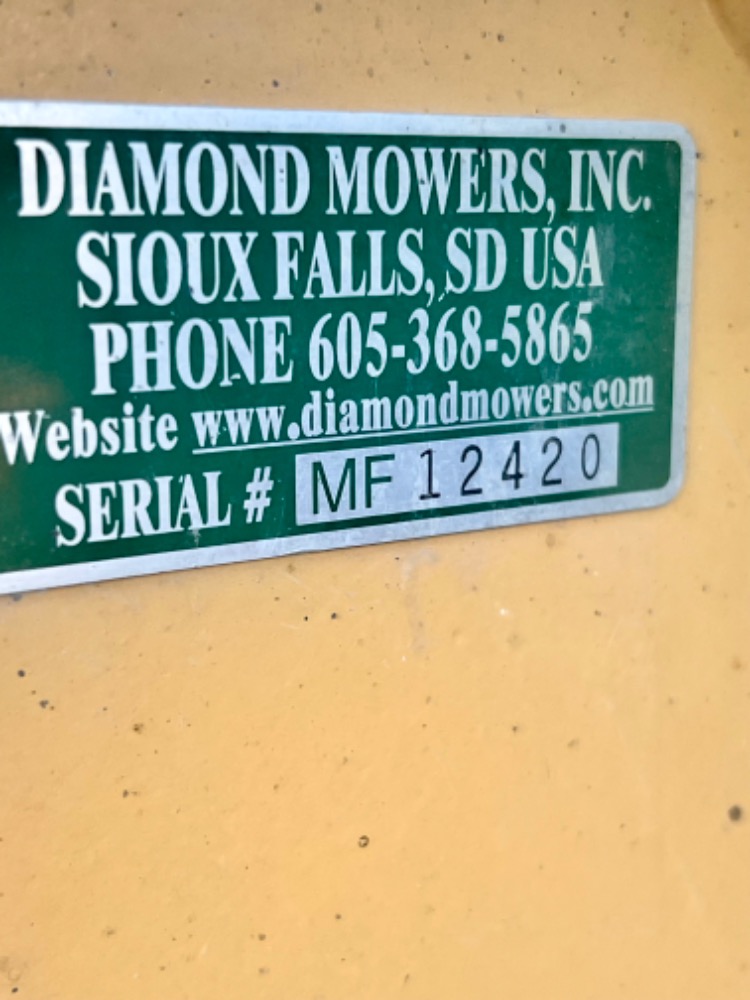 DIAMOND MOWERS, INC.
SIOUX FALLS, SD USA
PHONE 605-368-5865
Website www.diamondmowers.com
SERIAL # MF 12420